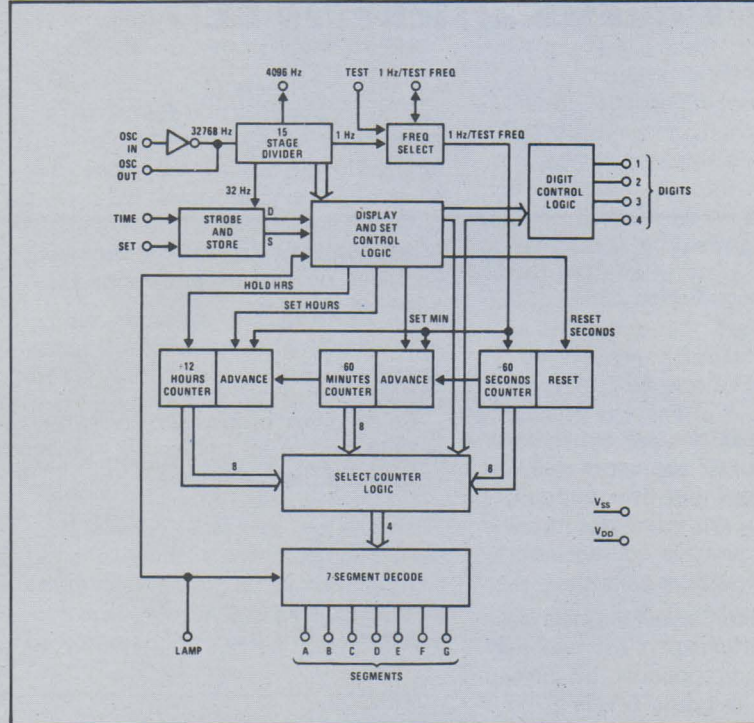 4096 Hz
TEST
1 Hz/TEST FREQ
OSC
IN
32768 Hz
15
STAGE
DIVIDER
1 Hz
FREQ
SELECT
1 Hz/TEST FREQ
OSC
OUT
32 Hz
DIGIT
CONTROL
LOGIC
1
2
3
4
DIGITS
TIME
SET
STROBE
AND
STORE
D
S
DISPLAY
AND SET
CONTROL
LOGIC
HOLD HRS
SET HOURS
SET MIN
RESET
SECONDS
÷12
HOURS
COUNTER
ADVANCE
60
MINUTES
COUNTER
ADVANCE
÷60
SECONDS
COUNTER
RESET
8
8
8
SELECT COUNTER
LOGIC
4
VSS
VDD
7-SEGMENT DECODE
LAMP
A B C D E F G
SEGMENTS